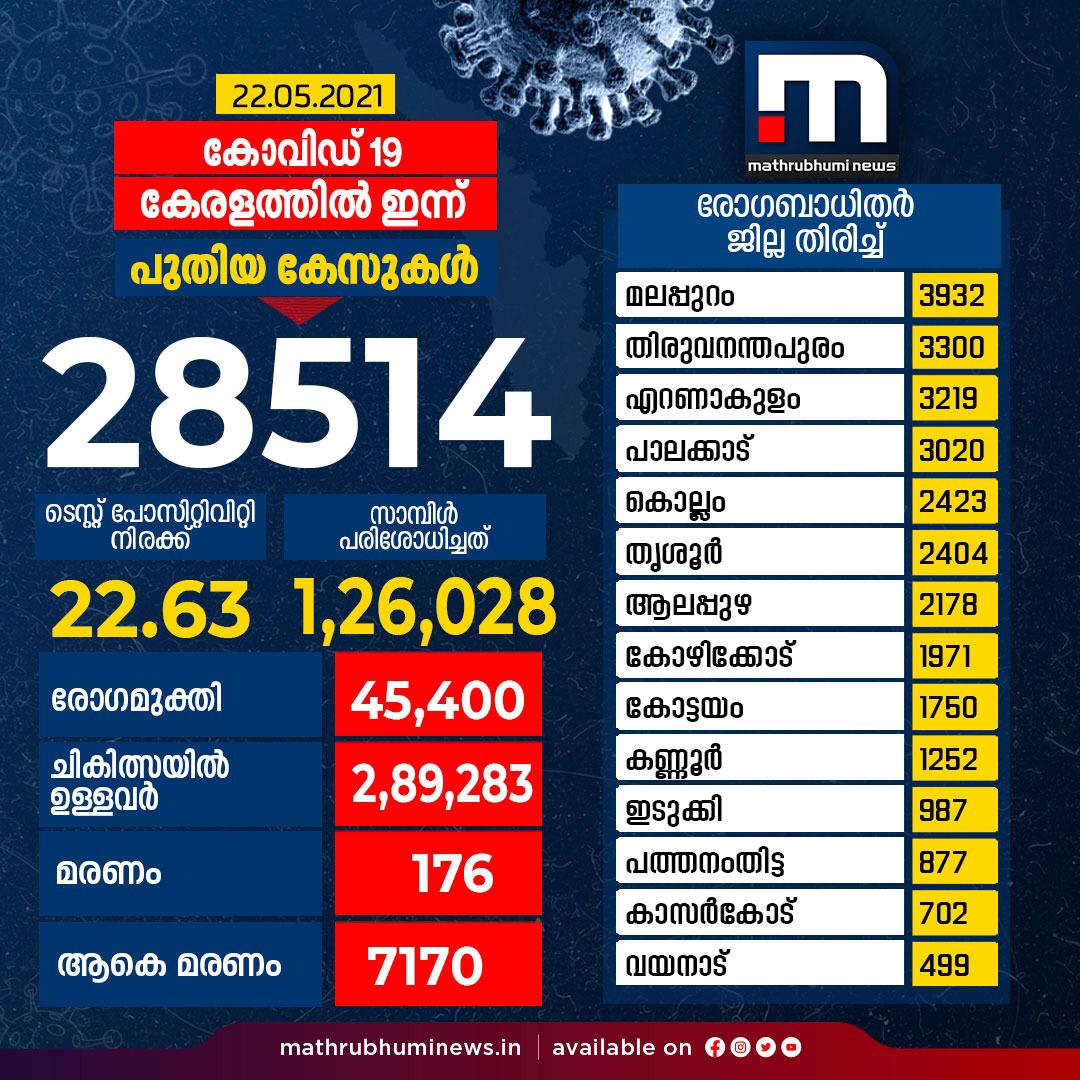 22.05.2021
കോവിഡ് 19
കേരളത്തിൽ ഇന്ന്
പുതിയ കേസുകൾ
28514
ടെസ്റ്റ് പോസിറ്റിവിറ്റി
നിരക്ക്
22.63
സാമ്പിൾ
പരിശോധിച്ചത്
1,26,028
രോഗമുക്തി 45,400
ചികിത്സയിൽ
ഉള്ളവർ 2,89,283
മരണം 176
ആകെ മരണം 7170
mathrubhumi news
രോഗബാധിതർ
ജില്ല തിരിച്ച്
മലപ്പുറം 3932
തിരുവനന്തപുരം 3300
എറണാകുളം 3219
പാലക്കാട് 3020
കൊല്ലം 2423
തൃശൂർ 2404
ആലപ്പുഴ 2178
കോഴിക്കോട് 1971
കോട്ടയം 1750
കണ്ണൂർ 1252
ഇടുക്കി 987
പത്തനംതിട്ട 877
കാസർകോട് 702
വയനാട് 499
mathrubhuminews.in | available on